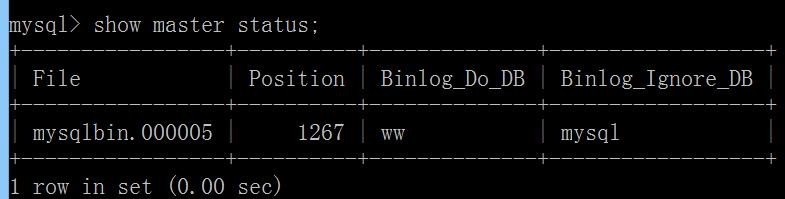 mysql> show master status;
+------------------+----------+--------------+------------------+
| File             | Position | Binlog_Do_DB | Binlog_Ignore_DB |
+------------------+----------+--------------+------------------+
| mysqlbin.000005 |     1267 | ww           | mysql            |
+------------------+----------+--------------+------------------+
1 row in set (0.00 sec)